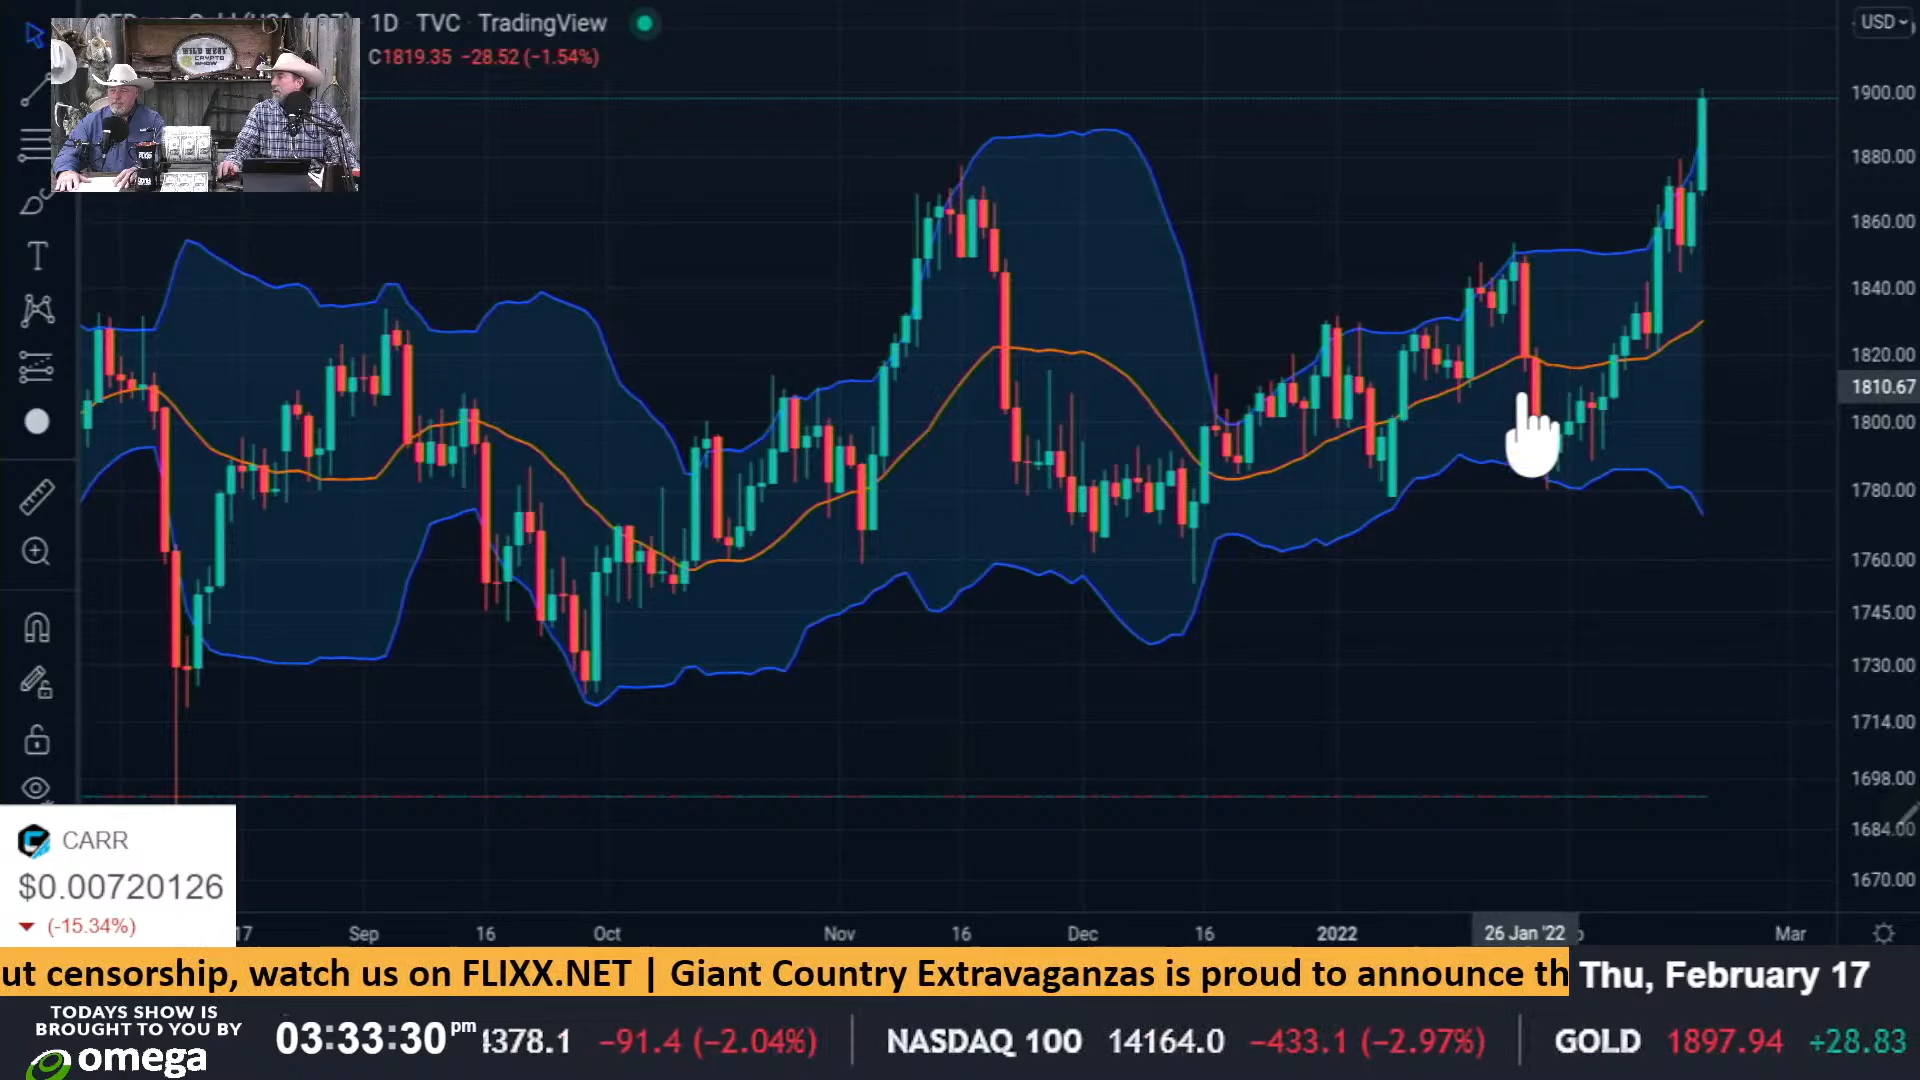 1D TVC TradingView
C1819.35 −28.52 (−1.54%)
USD
WILD WEST
CRYPTO
SHOW
1900.00
1880.00
1860.00
1840.00
1820.00
1810.67
1800.00
1780.00
1760.00
1745.00
1730.00
1714.00
1698.00
1684.00
1670.00
CARR
$0.00720126
(-15.34%)
17 Sep 16 Oct Nov 16 Dec 16 2022 26 Jan '22 Mar
ut censorship, watch us on FLIXX.NET | Giant Country Extravaganzas is proud to announce th
Thu, February 17
TODAYS SHOW IS
BROUGHT TO YOU BY
omega
03:33:30 pm
4378.1 −91.4 (−2.04%)
NASDAQ 100 14164.0 −433.1 (−2.97%)
GOLD 1897.94 +28.83